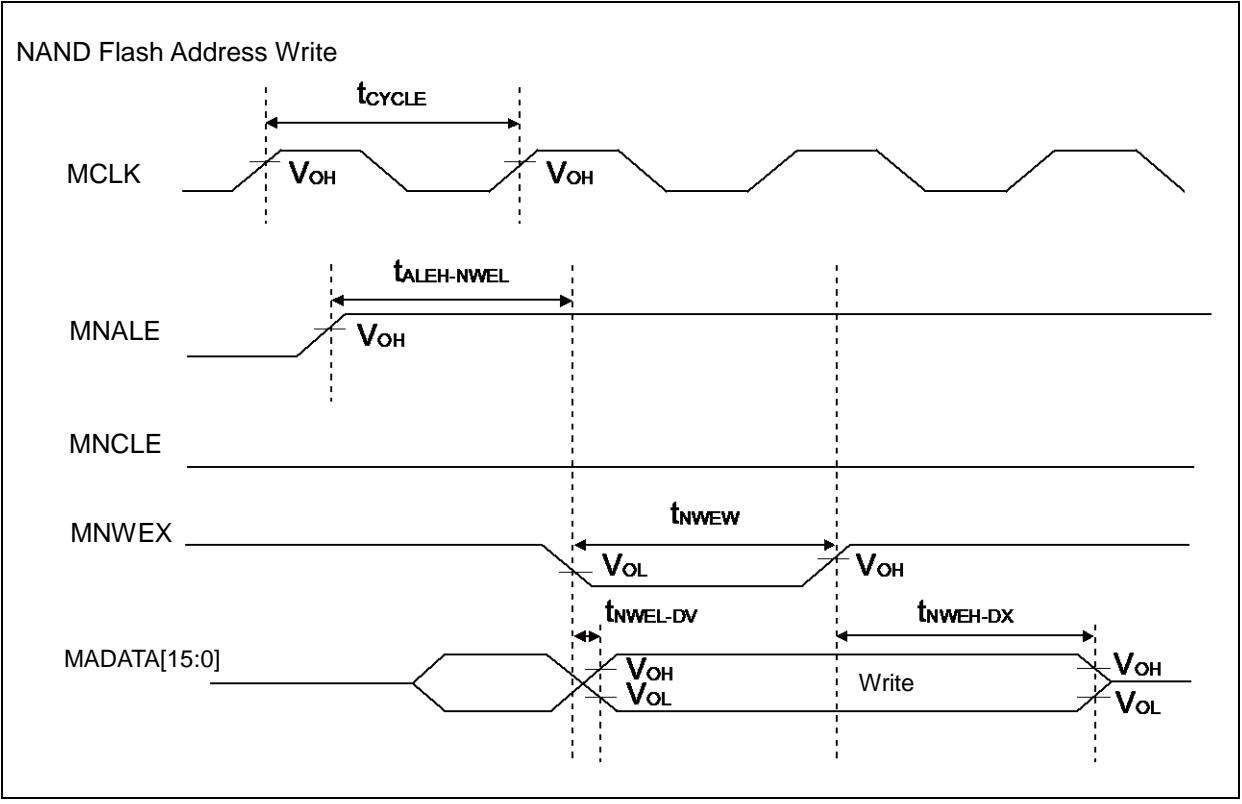 NAND Flash Address Write
tCYCLE
MCLK
VOH
VOH
tALEH-NWEL
MNALE
VOH
MNCLE
tNWEW
MNWEX
VOL
VOH
tNWEL-DV
tNWEH-DX
MADATA[15:0]
VOH
Write
VOH
VOL
VOL